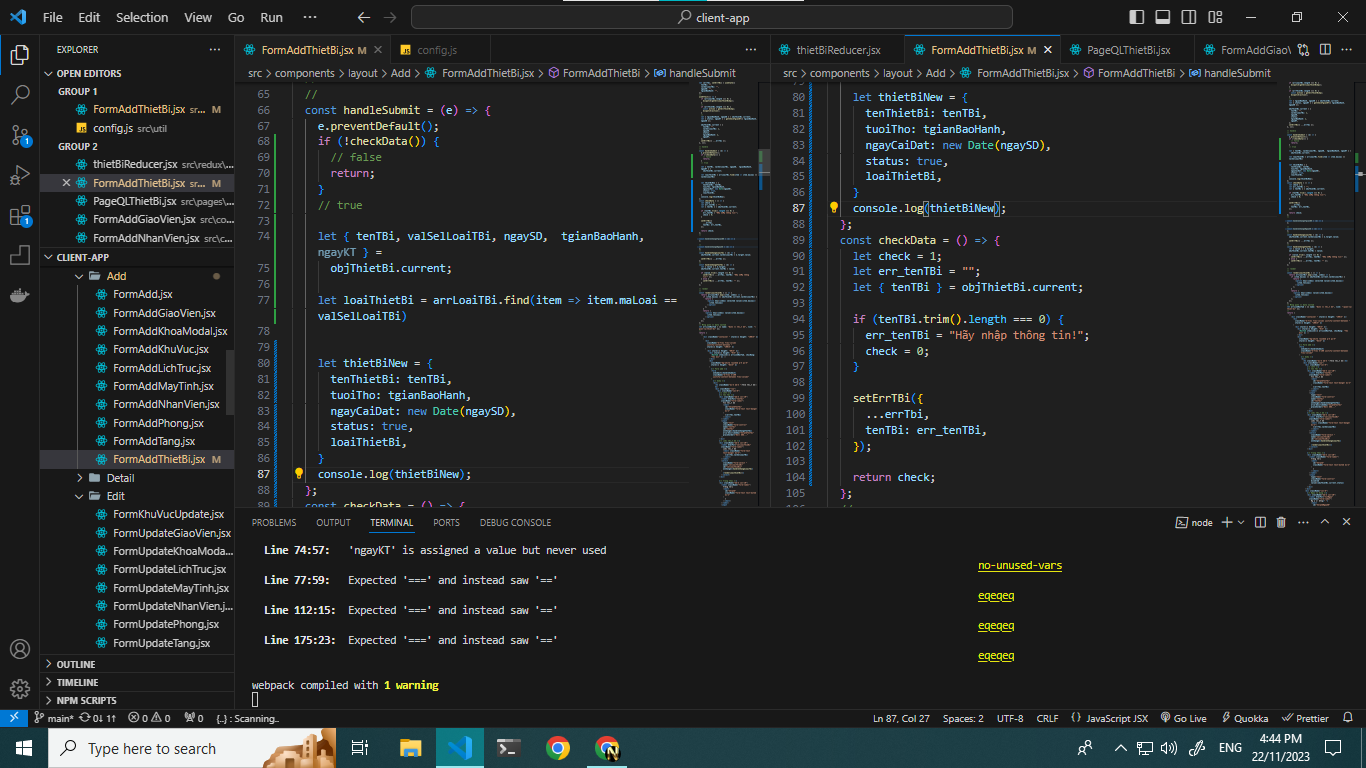 File Edit Selection View Go Run ··· client-app
EXPLORER
OPEN EDITORS
GROUP 1
FormAddThietBi.jsx src\... M
config.js src\util
GROUP 2
thietBiReducer.jsx src\redux\...
FormAddThietBi.jsx src\... M
PageQLThietBi.jsx src\pages\...
FormAddGiaoVien.jsx src\co...
FormAddNhanVien.jsx src\c...
CLIENT-APP
Add
FormAdd.jsx
FormAddGiaoVien.jsx
FormAddKhoaModal.jsx
FormAddKhuVuc.jsx
FormAddLichTruc.jsx
FormAddMayTinh.jsx
FormAddNhanVien.jsx
FormAddPhong.jsx
FormAddTang.jsx
FormAddThietBi.jsx M
Detail
Edit
FormKhuVucUpdate.jsx
FormUpdateGiaoVien.jsx
FormUpdateKhoaModa...
FormUpdateLichTruc.jsx
FormUpdateMayTinh.jsx
FormUpdateNhanVien.j...
FormUpdatePhong.jsx
FormUpdateTang.jsx
OUTLINE
TIMELINE
NPM SCRIPTS
FormAddThietBi.jsx M config.js
src > components > layout > Add > FormAddThietBi.jsx > FormAddThietBi > handleSubmit
65 //
66 const handleSubmit = (e) => {
67 e.preventDefault();
68 if (!checkData()) {
69 // false
70 return;
71 }
72 // true
73
74 let { tenTBi, valSelLoaiTBi, ngaySD, tgianBaoHanh,
ngayKT } =
75 objThietBi.current;
76
77 let loaiThietBi = arrLoaiTBi.find(item => item.maLoai ==
valSelLoaiTBi)
78
79
80 let thietBiNew = {
81 tenThietBi: tenTBi,
82 tuoiTho: tgianBaoHanh,
83 ngayCaiDat: new Date(ngaySD),
84 status: true,
85 loaiThietBi,
86 }
87 console.log(thietBiNew);
88 };
89 const checkData = () => {
thietBiReducer.jsx FormAddThietBi.jsx M PageQLThietBi.jsx FormAddGiaoV
src > components > layout > Add > FormAddThietBi.jsx > FormAddThietBi > handleSubmit
80 let thietBiNew = {
81 tenThietBi: tenTBi,
82 tuoiTho: tgianBaoHanh,
83 ngayCaiDat: new Date(ngaySD),
84 status: true,
85 loaiThietBi,
86 }
87 console.log(thietBiNew);
88 };
89 const checkData = () => {
90 let check = 1;
91 let err_tenTBi = "";
92 let { tenTBi } = objThietBi.current;
93
94 if (tenTBi.trim().length === 0) {
95 err_tenTBi = "Hãy nhập thông tin!";
96 check = 0;
97 }
98
99 setErrTBi({
100 ...errTbi,
101 tenTBi: err_tenTBi,
102 });
103
104 return check;
105 };
PROBLEMS OUTPUT TERMINAL PORTS DEBUG CONSOLE node
Line 74:57: 'ngayKT' is assigned a value but never used
no-unused-vars
Line 77:59: Expected '===' and instead saw '=='
eqeqeq
Line 112:15: Expected '===' and instead saw '=='
eqeqeq
Line 175:23: Expected '===' and instead saw '=='
eqeqeq
webpack compiled with 1 warning
main* 0↓ 1↑ 0 0 0 {..} : Scanning.. Ln 87, Col 27 Spaces: 2 UTF-8 CRLF JavaScript JSX Go Live Quokka Prettier
Type here to search
ENG
4:44 PM
22/11/2023